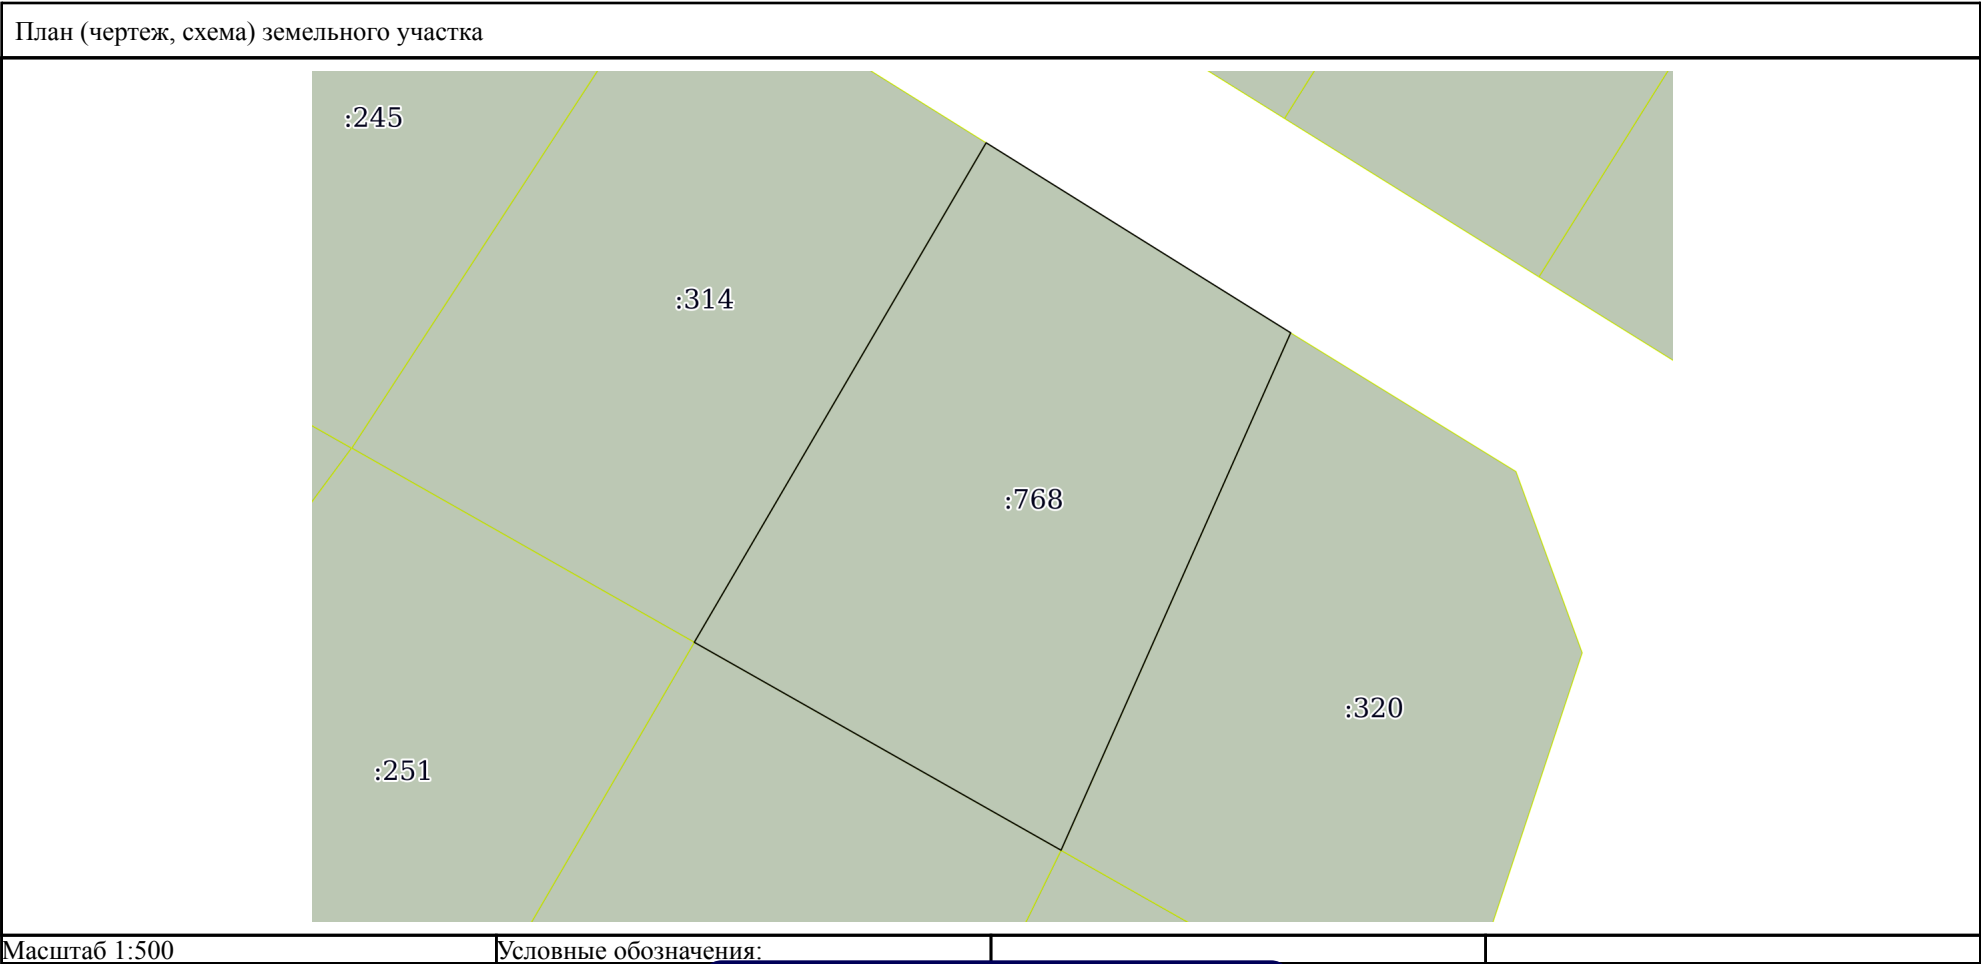 План (чертеж, схема) земельного участка
:245
:314
:768
:320
:251
Масштаб 1:500
Условные обозначения: